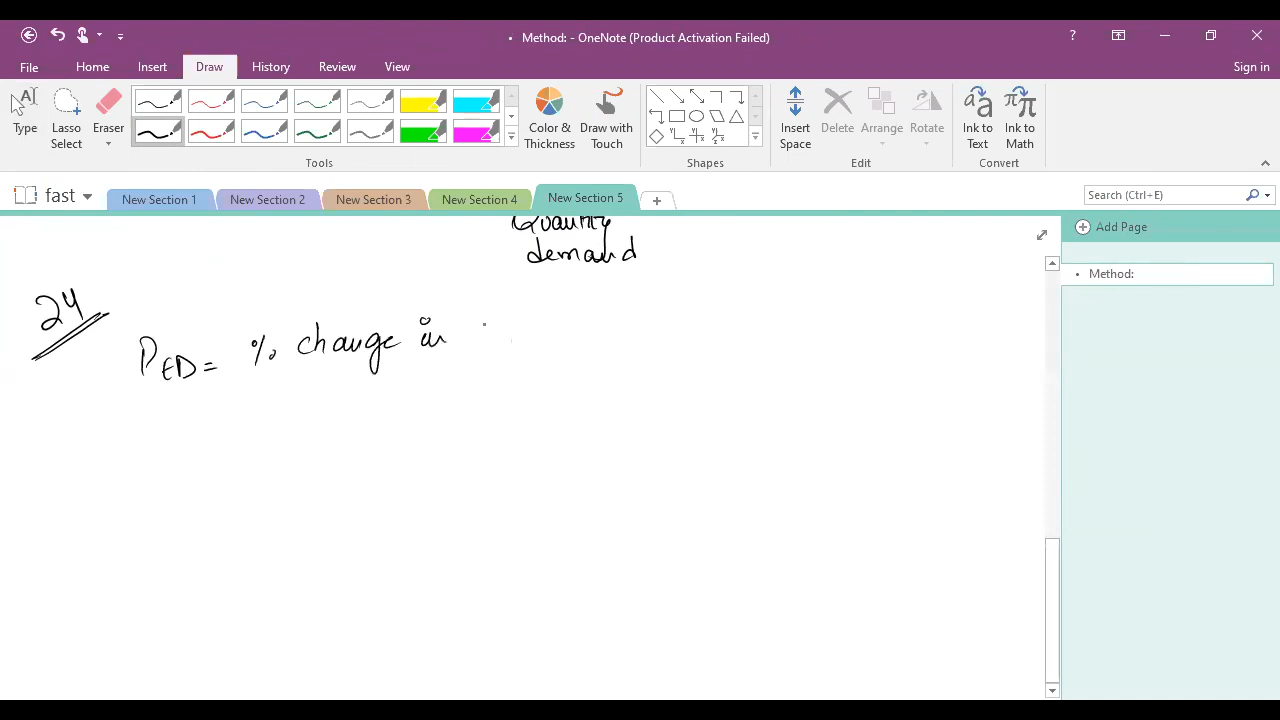 Method: - OneNote (Product Activation Failed)
?
File Home Insert Draw History Review View Sign in
Type Lasso Select Eraser Color & Thickness Draw with Touch Insert Space Delete Arrange Rotate Ink to Text Ink to Math
Tools Shapes Edit Convert
fast New Section 1 New Section 2 New Section 3 New Section 4 New Section 5 Search (Ctrl+E)
Add Page
Method:
Quantity
demand
24
PED = % change in